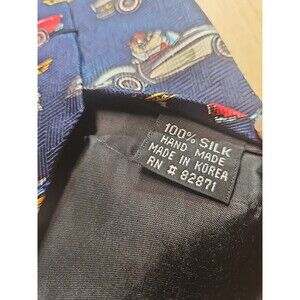 100% SILK
HAND MADE
MADE IN KOREA
RN # 82871